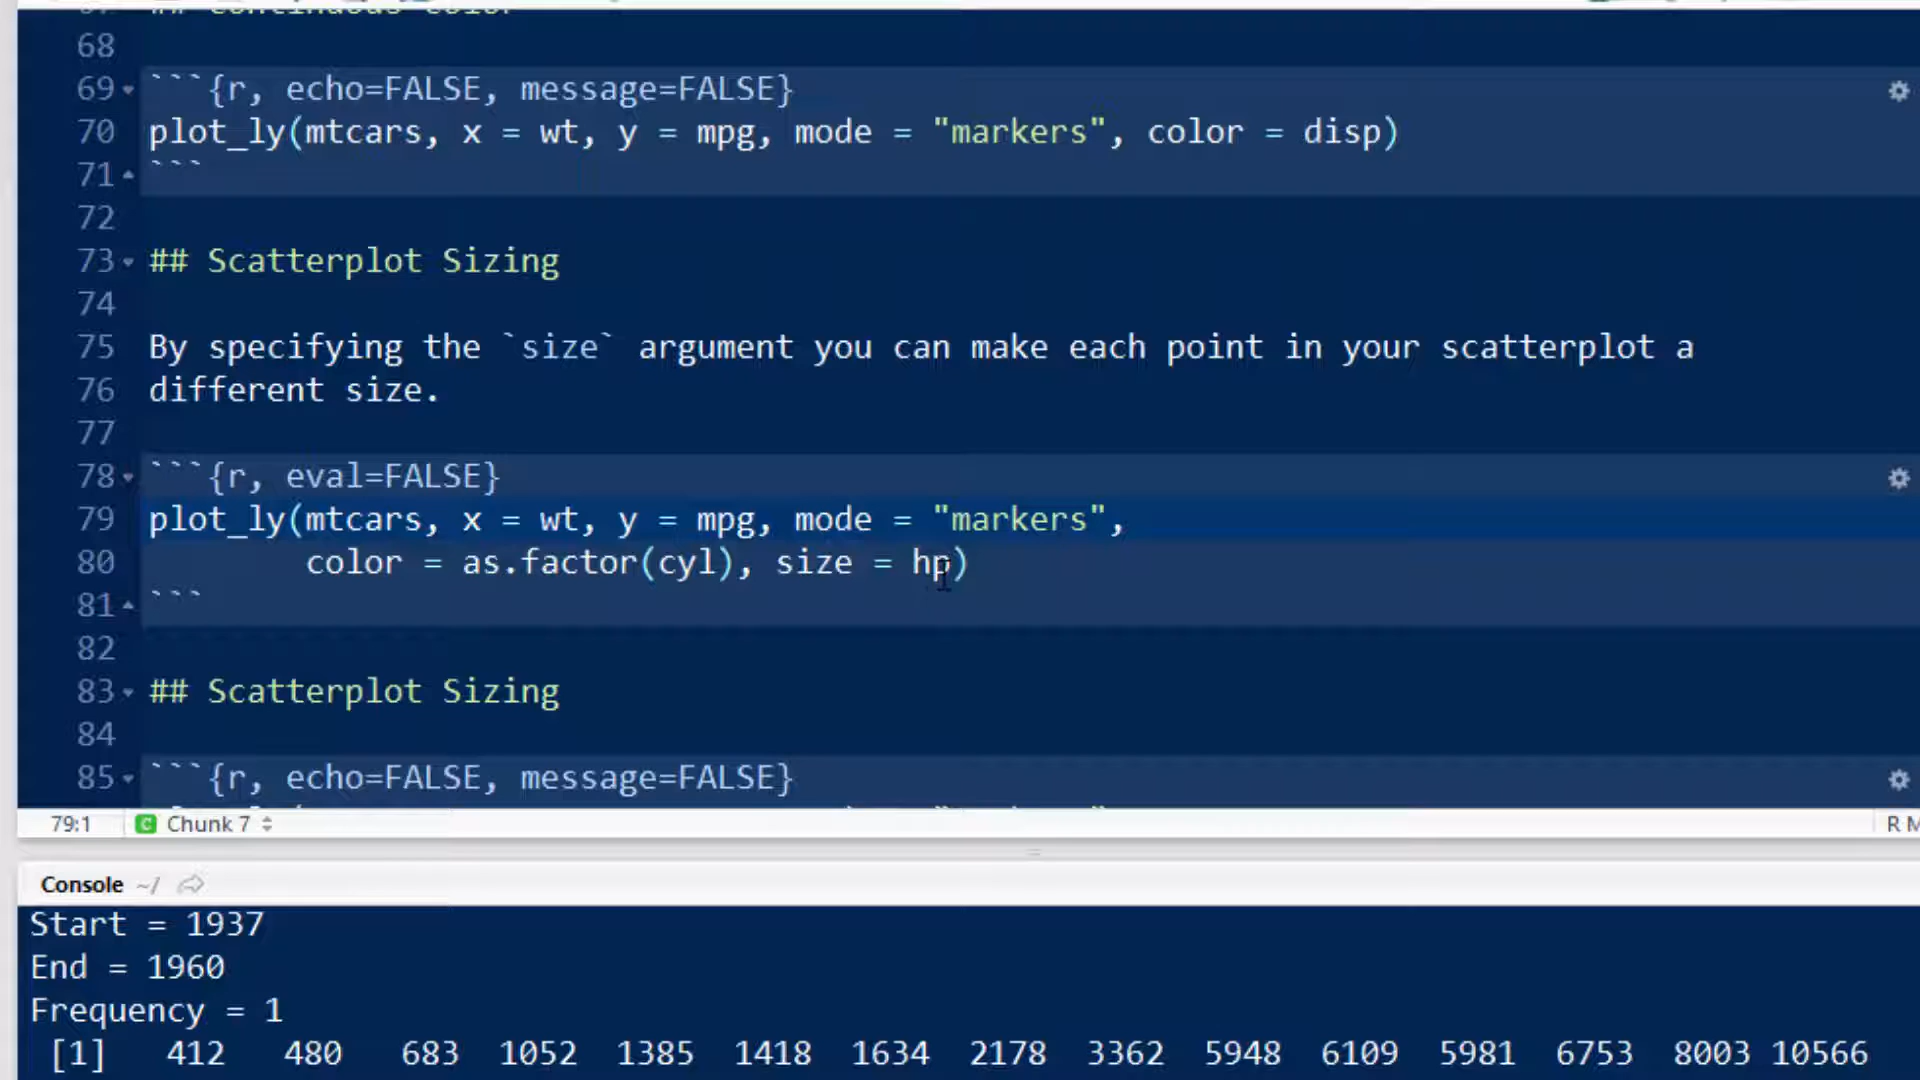 67 ## Continuous Color
68
69 ```{r, echo=FALSE, message=FALSE}
70 plot_ly(mtcars, x = wt, y = mpg, mode = "markers", color = disp)
71 ```
72
73 ## Scatterplot Sizing
74
75 By specifying the `size` argument you can make each point in your scatterplot a
76 different size.
77
78 ```{r, eval=FALSE}
79 plot_ly(mtcars, x = wt, y = mpg, mode = "markers",
80 color = as.factor(cyl), size = hp)
81 ```
82
83 ## Scatterplot Sizing
84
85 ```{r, echo=FALSE, message=FALSE}
79:1 Chunk 7 R M
Console ~/
Start = 1937
End = 1960
Frequency = 1
[1] 412 480 683 1052 1385 1418 1634 2178 3362 5948 6109 5981 6753 8003 10566